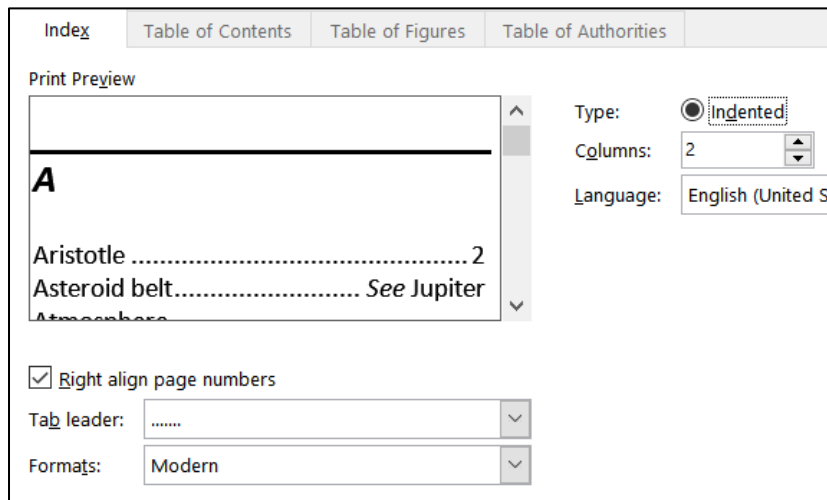 Index Table of Contents Table of Figures Table of Authorities
Print Preview
A
Aristotle ............................................... 2
Asteroid belt.......................... See Jupiter
Atmosphere
Type: Indented
Columns: 2
Language: English (United S
Right align page numbers
Tab leader: .......
Formats: Modern